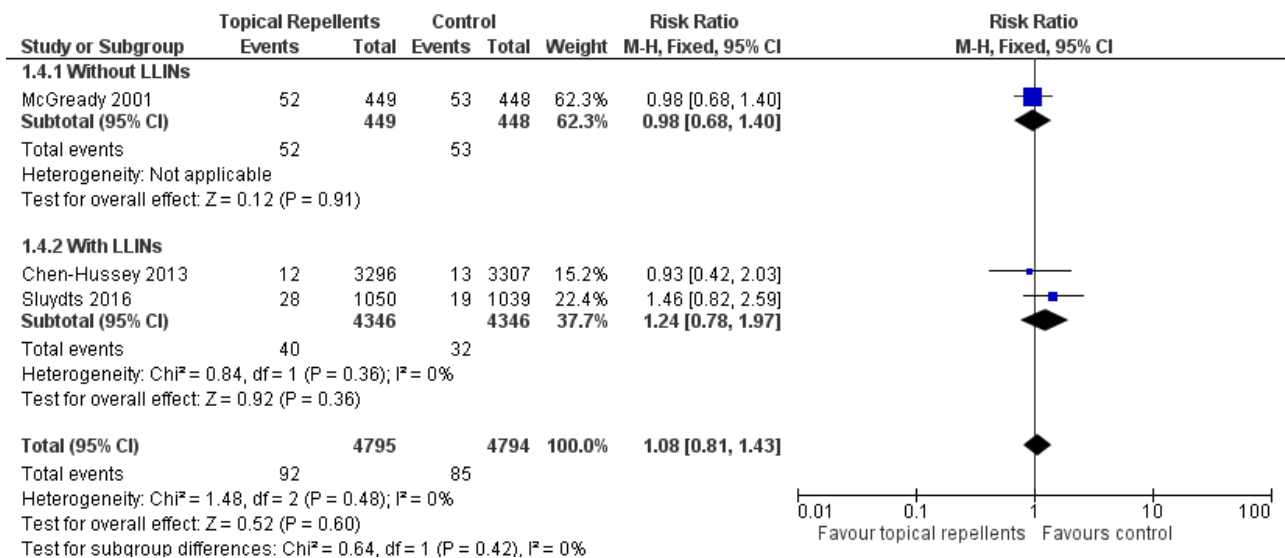 Topical Repellents Control Risk Ratio Risk Ratio
Study or Subgroup Events Total Events Total Weight M-H, Fixed, 95% CI M-H, Fixed, 95% CI
1.4.1 Without LLINs
McGready 2001 52 449 53 448 62.3% 0.98 [0.68, 1.40]
Subtotal (95% CI) 449 448 62.3% 0.98 [0.68, 1.40]
Total events 52 53
Heterogeneity: Not applicable
Test for overall effect: Z = 0.12 (P = 0.91)
1.4.2 With LLINs
Chen-Hussey 2013 12 3296 13 3307 15.2% 0.93 [0.42, 2.03]
Sluydts 2016 28 1050 19 1039 22.4% 1.46 [0.82, 2.59]
Subtotal (95% CI) 4346 4346 37.7% 1.24 [0.78, 1.97]
Total events 40 32
Heterogeneity: Chi² = 0.84, df = 1 (P = 0.36); I² = 0%
Test for overall effect: Z = 0.92 (P = 0.36)
Total (95% CI) 4795 4794 100.0% 1.08 [0.81, 1.43]
Total events 92 85
Heterogeneity: Chi² = 1.48, df = 2 (P = 0.48); I² = 0%
Test for overall effect: Z = 0.52 (P = 0.60)
Test for subgroup differences: Chi² = 0.64, df = 1 (P = 0.42), I² = 0%
0.01 0.1 1 10 100
Favour topical repellents Favours control